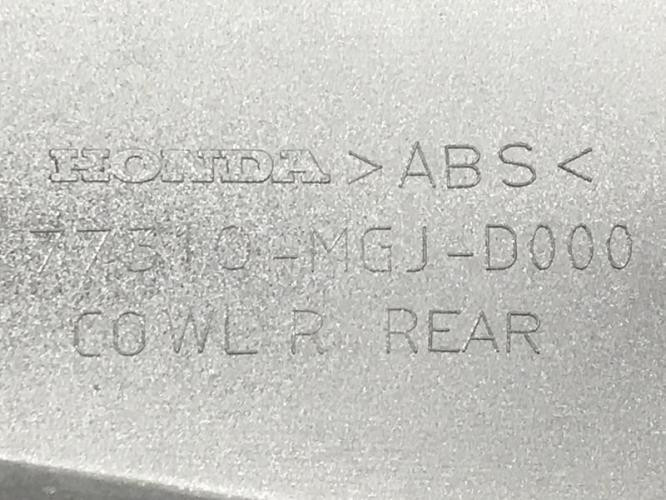 HONDA >ABS<
77310-MGJ-D000
COWL R REAR